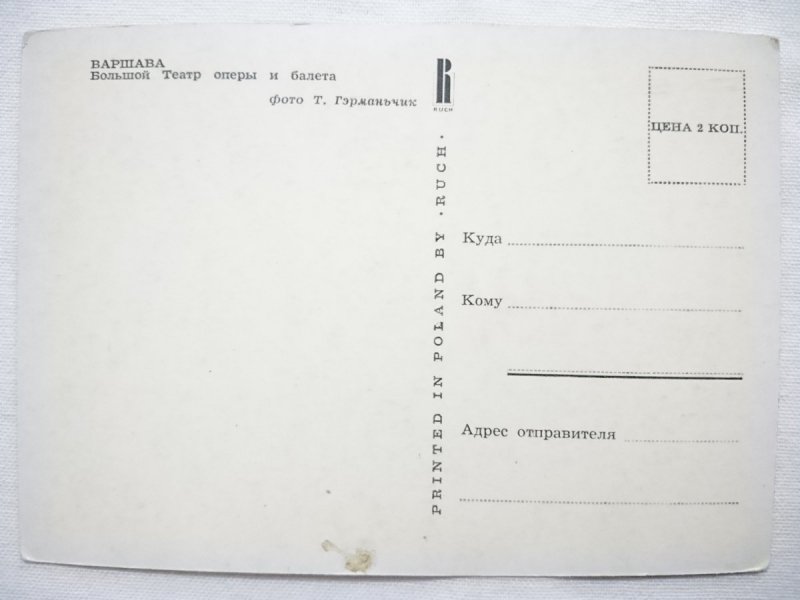 ВАРШАВА
Большой Театр оперы и балета
фото Т. Гэрманьчик
R
RUCH
PRINTED IN POLAND BY •RUCH•
ЦЕНА 2 КОП.
Куда
Кому
Адрес отправителя